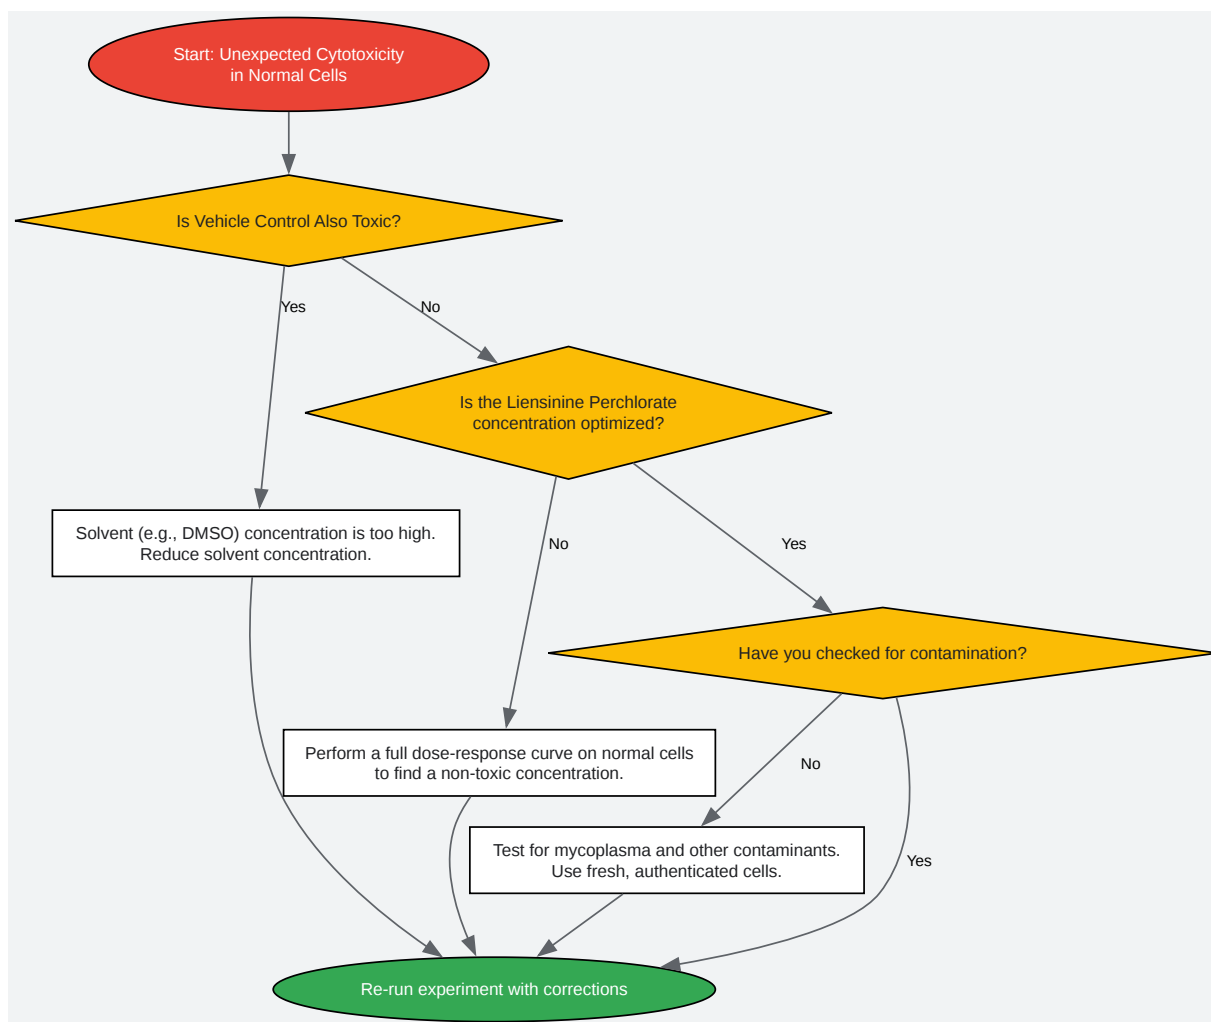 Start: Unexpected Cytotoxicity
in Normal Cells
Is Vehicle Control Also Toxic?
Yes
No
Is the Liensinine Perchlorate
concentration optimized?
Solvent (e.g., DMSO) concentration is too high.
Reduce solvent concentration.
No
Yes
Have you checked for contamination?
Perform a full dose-response curve on normal cells
to find a non-toxic concentration.
No
Test for mycoplasma and other contaminants.
Use fresh, authenticated cells.
Yes
Re-run experiment with corrections